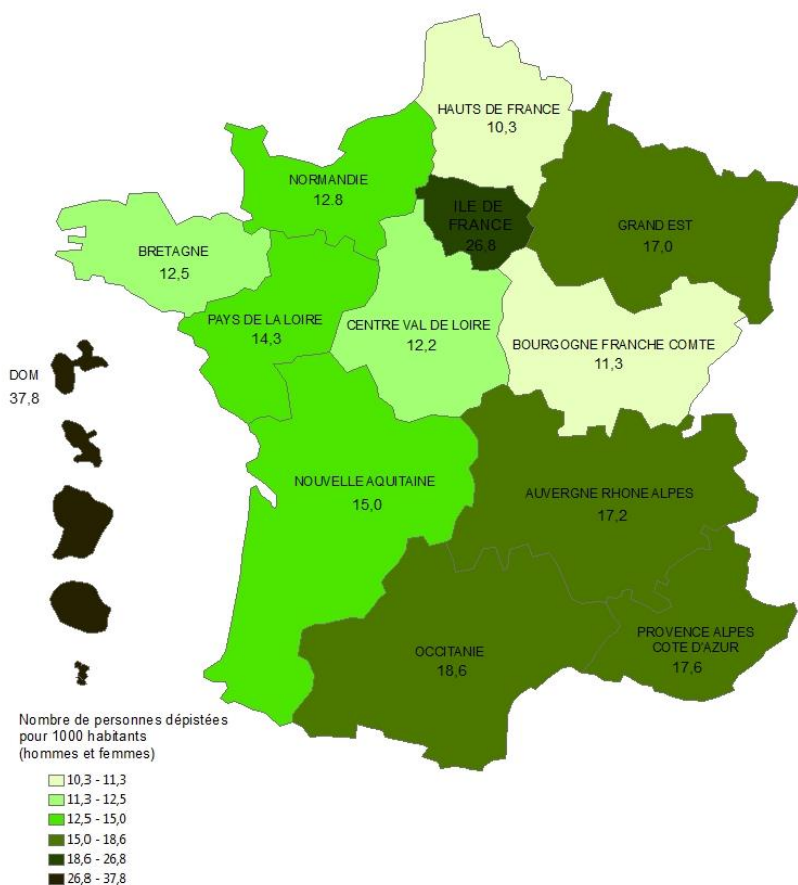 HAUTS DE FRANCE
10,3
NORMANDIE
12.8
ILE DE
FRANCE
26,8
GRAND EST
17,0
BRETAGNE
12,5
PAYS DE LA LOIRE
14,3
CENTRE VAL DE LOIRE
12,2
BOURGOGNE FRANCHE COMTE
11,3
DOM
37,8
NOUVELLE AQUITAINE
15,0
AUVERGNE RHONE ALPES
17,2
OCCITANIE
18,6
PROVENCE ALPES
COTE D'AZUR
17,6
Nombre de personnes dépistées
pour 1000 habitants
(hommes et femmes)
10,3 - 11,3
11,3 - 12,5
12,5 - 15,0
15,0 - 18,6
18,6 - 26,8
26,8 - 37,8